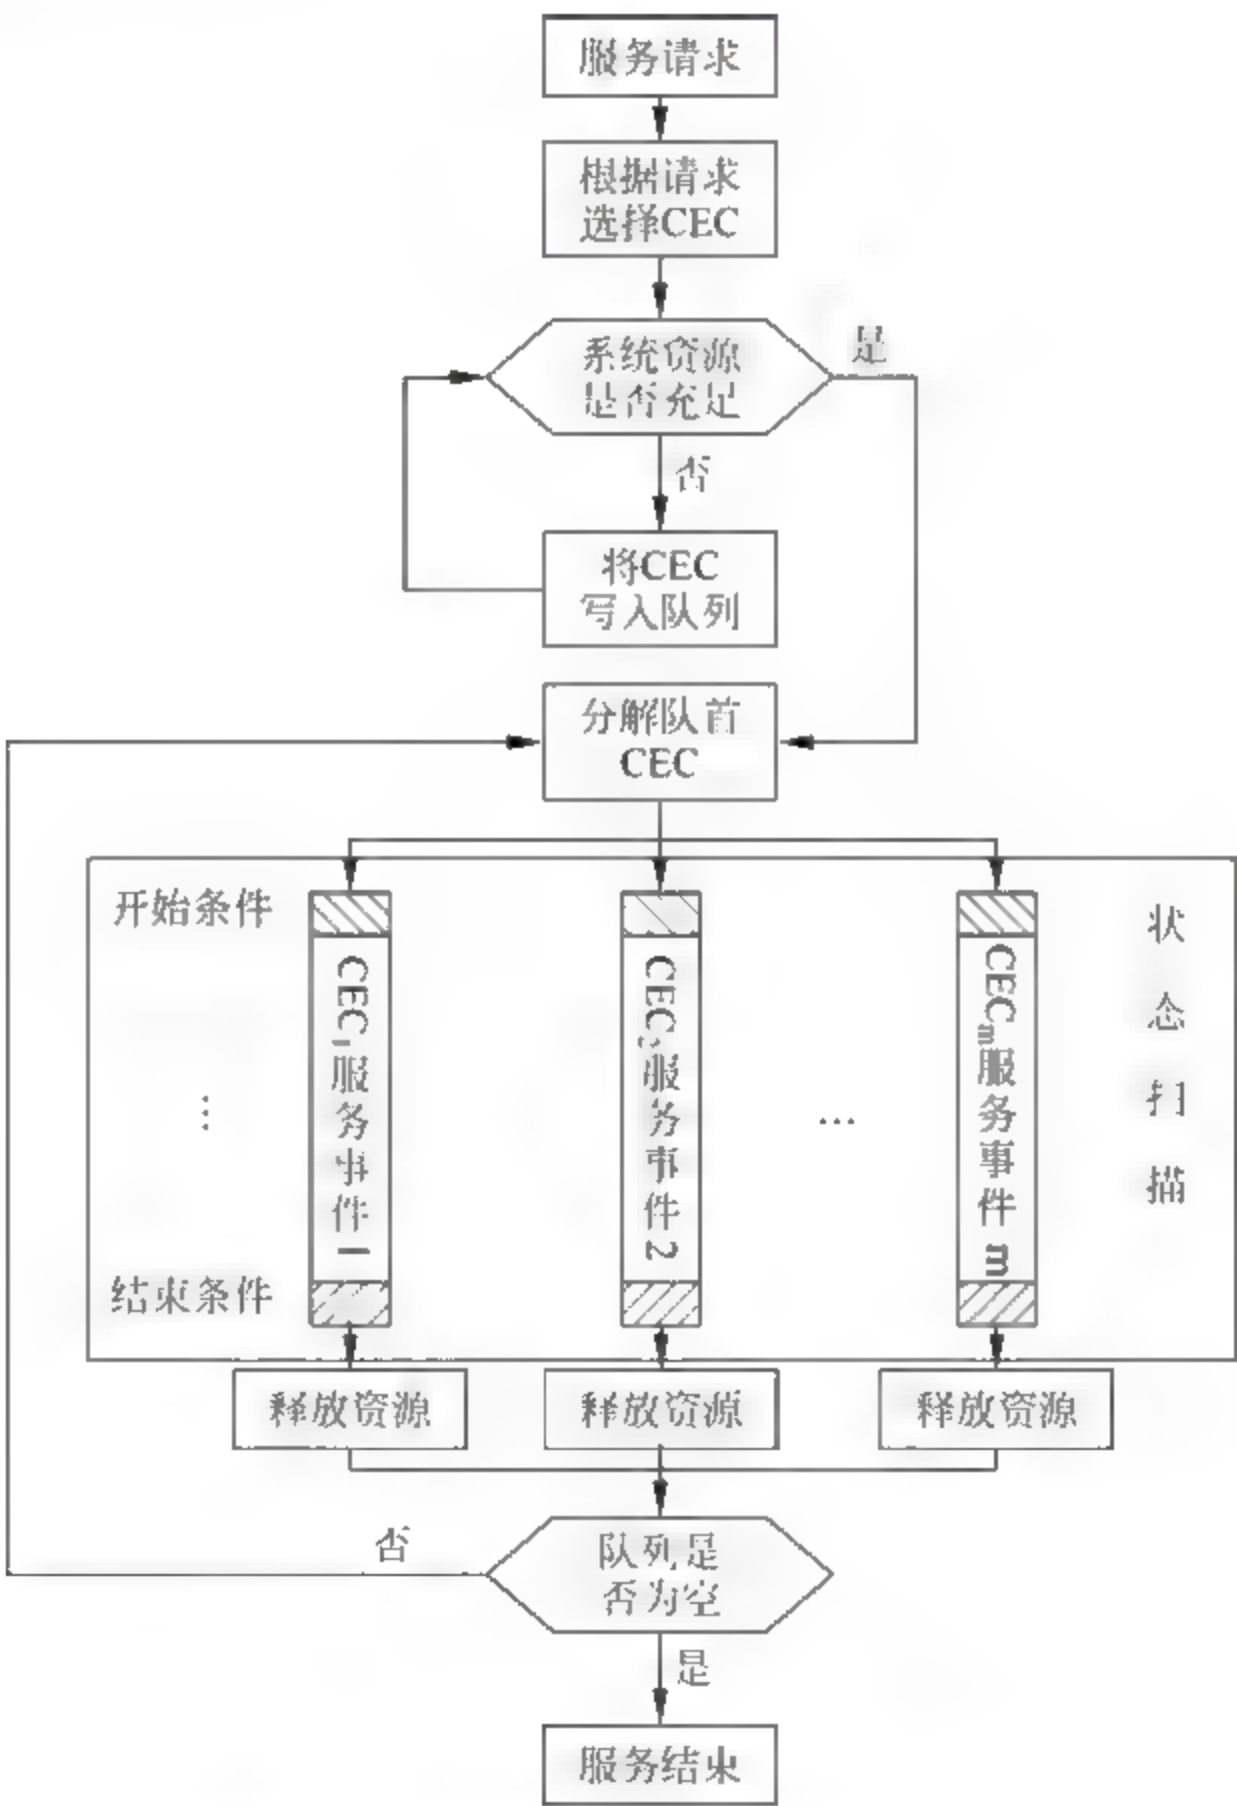 服务请求
根据请求
选择CEC
系统资源
是否充足
是
否
将CEC
写入队列
分解队首
CEC
开始条件
CEC₁服务事件1
CEC₂服务事件2
CECₘ服务事件m
状态扫描
⋮
…
结束条件
释放资源
释放资源
释放资源
否
队列是
否为空
是
服务结束